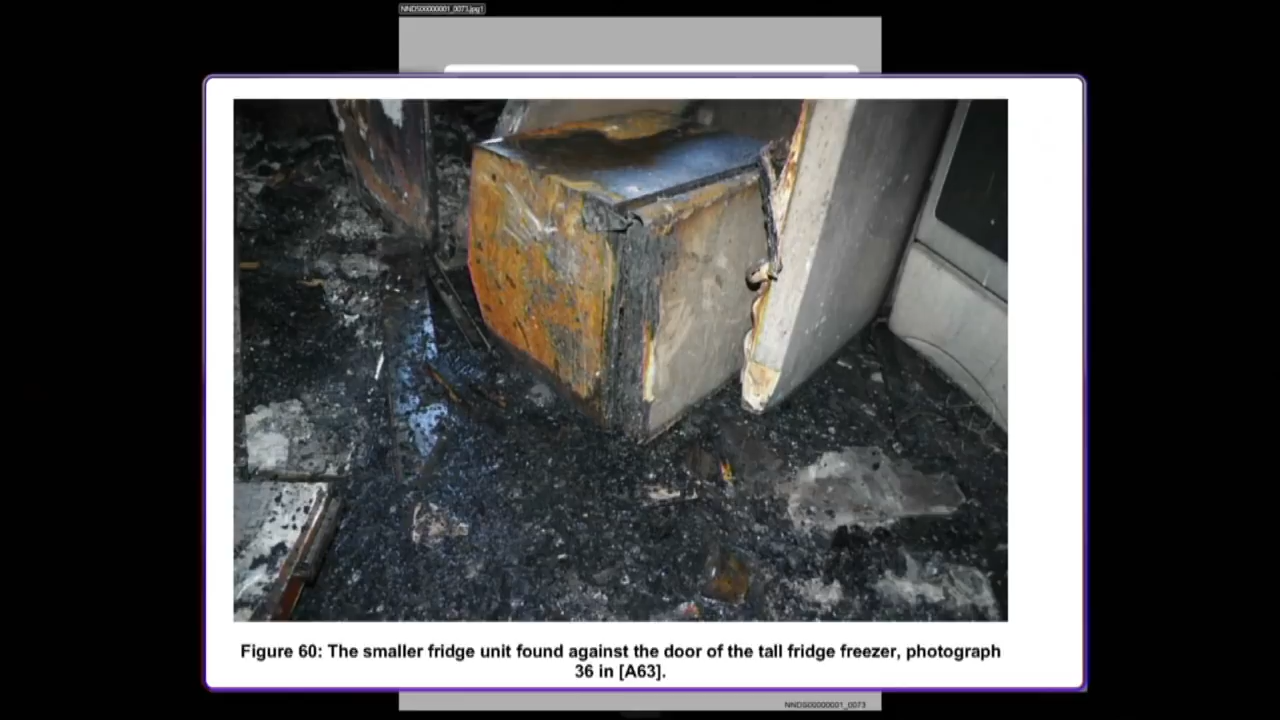 NNDS00000001_0073.jpg1
Figure 60: The smaller fridge unit found against the door of the tall fridge freezer, photograph
36 in [A63].
NNDS00000001_0073